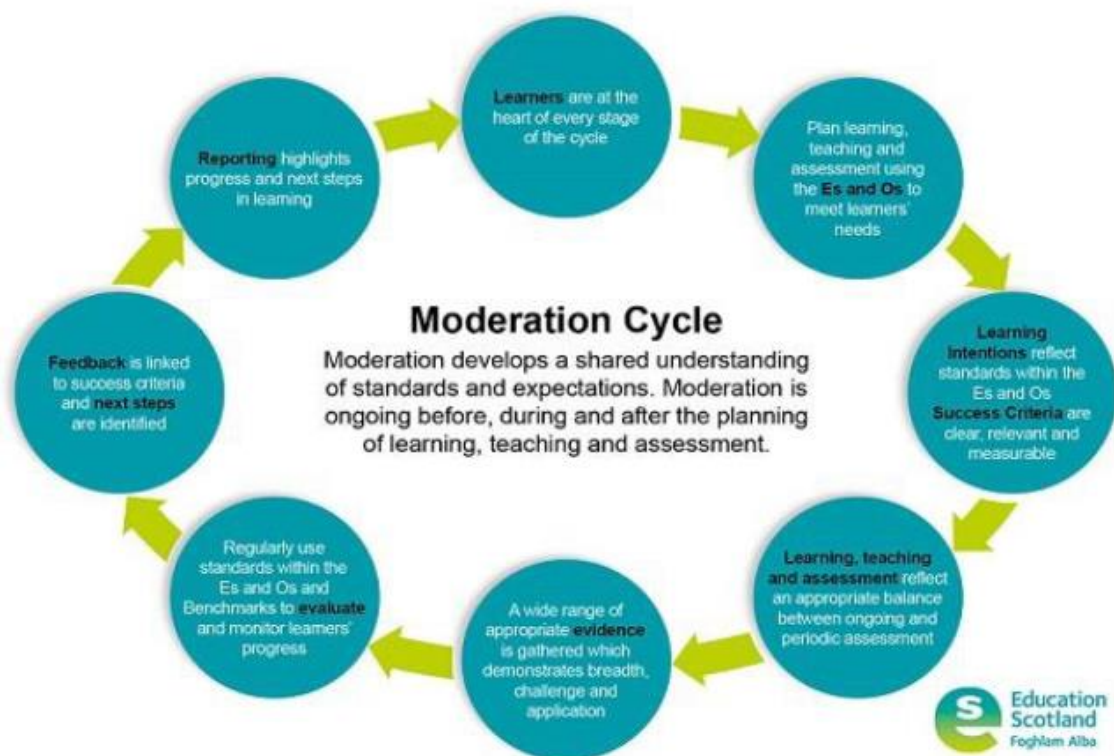 Learners are at the
heart of every stage
of the cycle
Plan learning,
teaching and
assessment using
the Es and Os to
meet learners'
needs
Learning
Intentions reflect
standards within the
Es and Os
Success Criteria are
clear, relevant and
measurable
Learning, teaching
and assessment reflect
an appropriate balance
between ongoing and
periodic assessment
A wide range of
appropriate evidence
is gathered which
demonstrates breadth,
challenge and
application
Regularly use
standards within the
Es and Os and
Benchmarks to evaluate
and monitor learners'
progress
Feedback is linked
to success criteria
and next steps
are identified
Reporting highlights
progress and next steps
in learning
Moderation Cycle
Moderation develops a shared understanding
of standards and expectations. Moderation is
ongoing before, during and after the planning
of learning, teaching and assessment.
Education
Scotland
Foghlam Alba